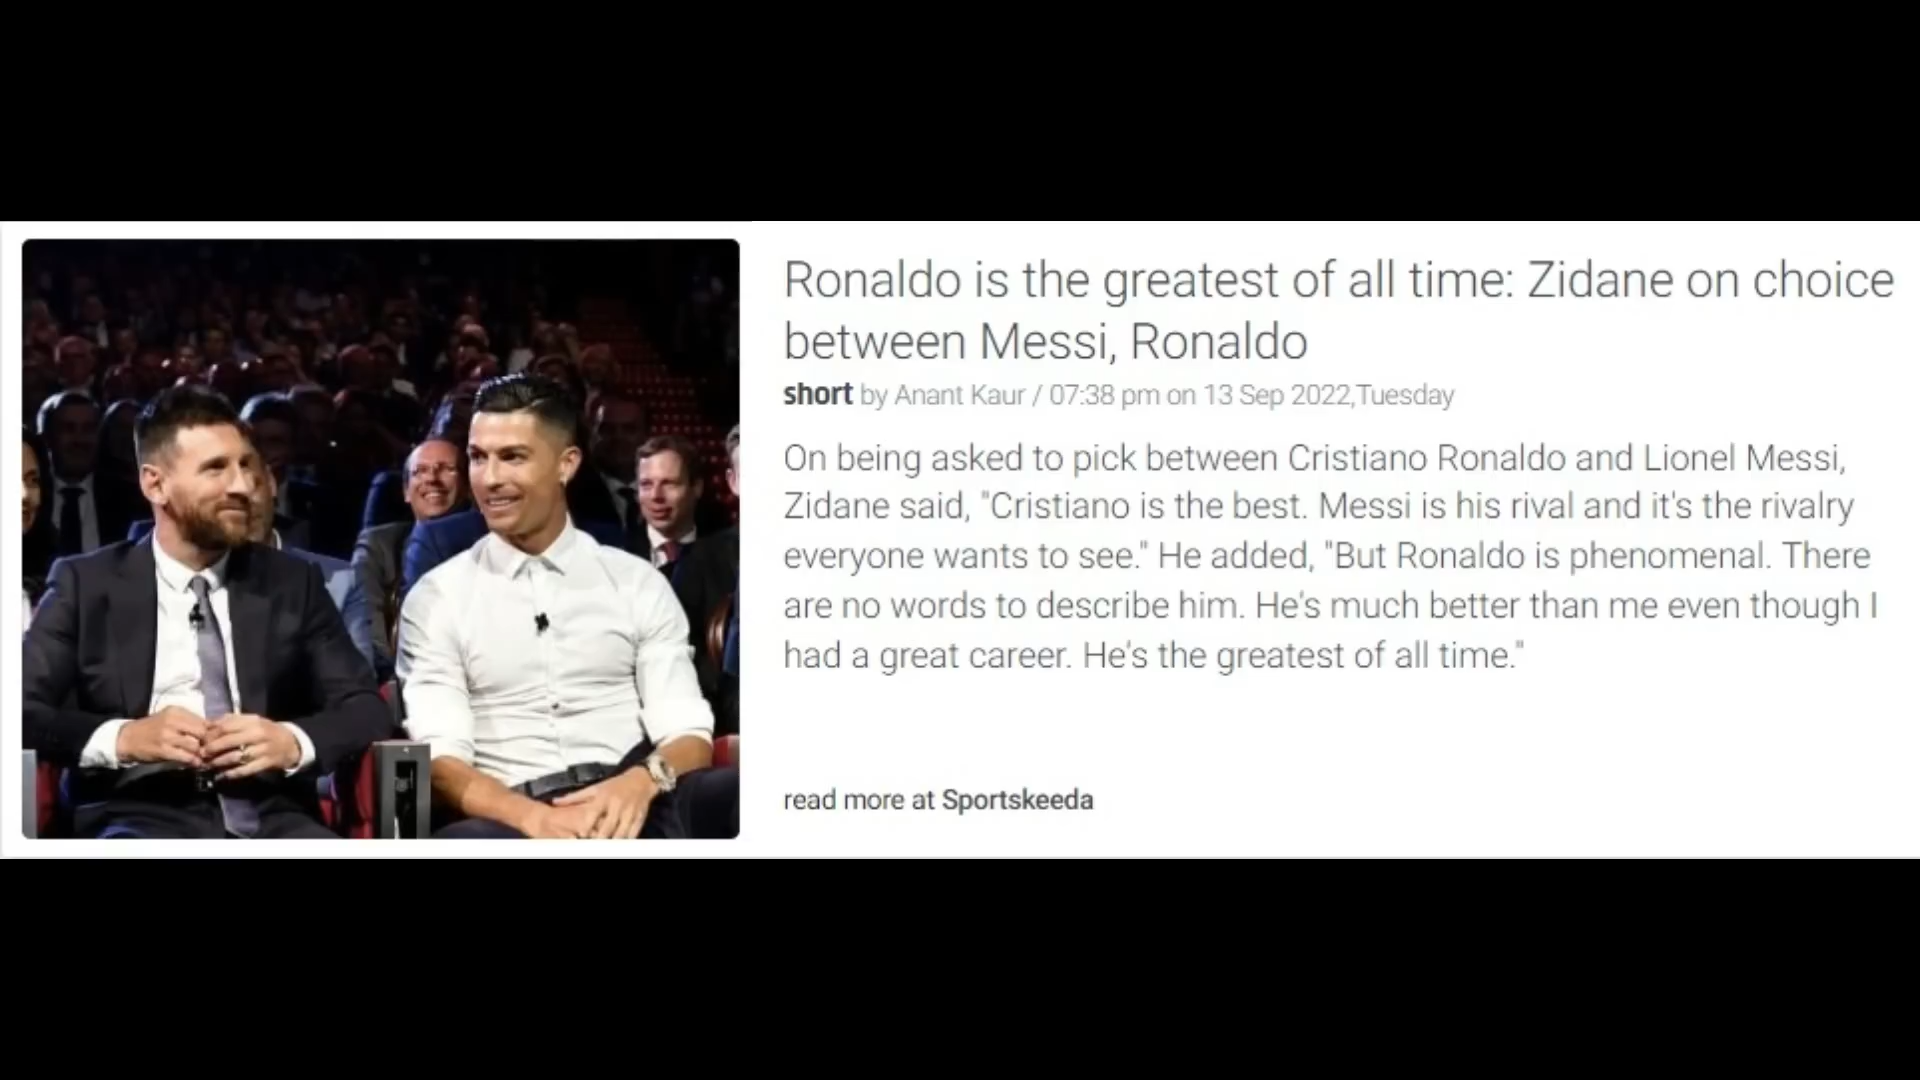 Ronaldo is the greatest of all time: Zidane on choice
between Messi, Ronaldo
short by Anant Kaur / 07:38 pm on 13 Sep 2022,Tuesday
On being asked to pick between Cristiano Ronaldo and Lionel Messi,
Zidane said, "Cristiano is the best. Messi is his rival and it's the rivalry
everyone wants to see." He added, "But Ronaldo is phenomenal. There
are no words to describe him. He's much better than me even though I
had a great career. He's the greatest of all time."
read more at Sportskeeda